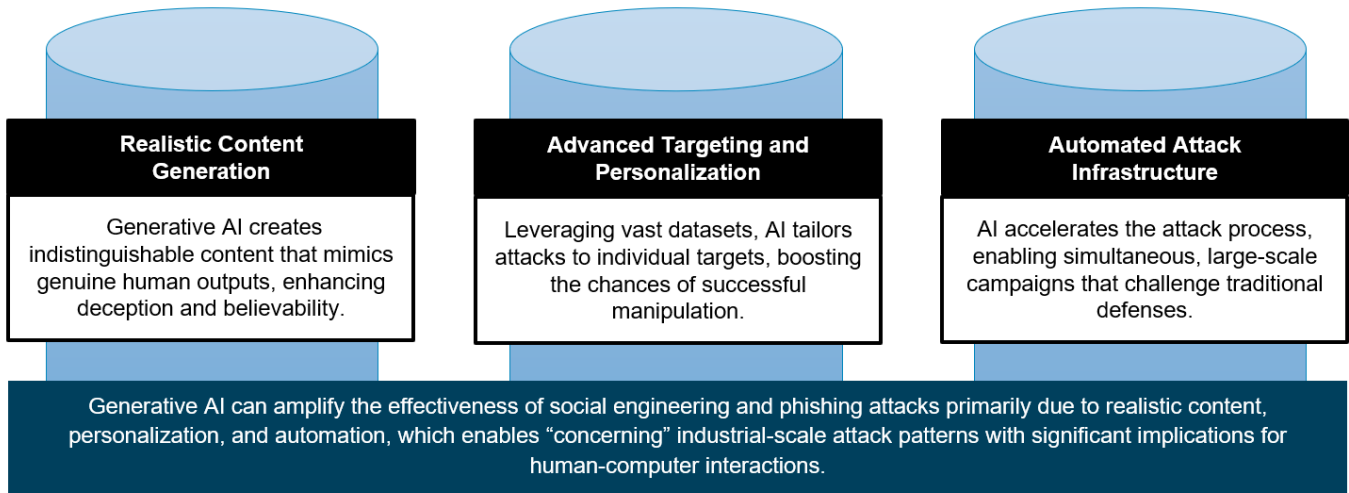 Realistic Content
Generation
Generative AI creates
indistinguishable content that mimics
genuine human outputs, enhancing
deception and believability.
Advanced Targeting and
Personalization
Leveraging vast datasets, AI tailors
attacks to individual targets, boosting
the chances of successful
manipulation.
Automated Attack
Infrastructure
AI accelerates the attack process,
enabling simultaneous, large-scale
campaigns that challenge traditional
defenses.
Generative AI can amplify the effectiveness of social engineering and phishing attacks primarily due to realistic content,
personalization, and automation, which enables “concerning” industrial-scale attack patterns with significant implications for
human-computer interactions.